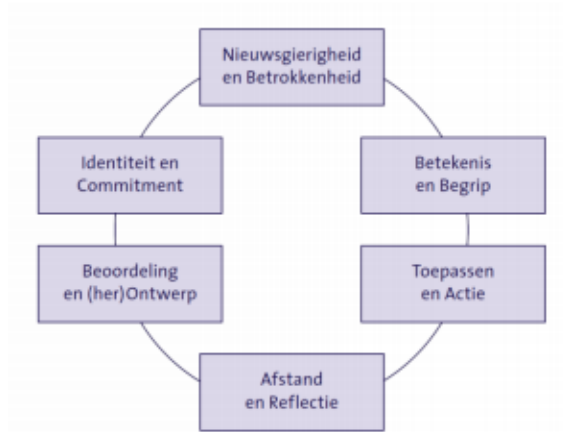 Nieuwsgierigheid
en Betrokkenheid
Betekenis
en Begrip
Toepassen
en Actie
Afstand
en Reflectie
Beoordeling
en (her)Ontwerp
Identiteit en
Commitment